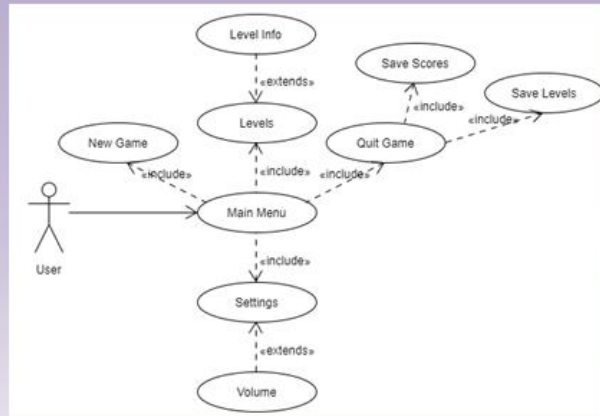 Level Info
Save Scores
«extends»
Save Levels
«include»
Levels
New Game
Quit Game
«include»
«include»
«include»
«include»
Main Menu
User
«include»
Settings
«extends»
Volume